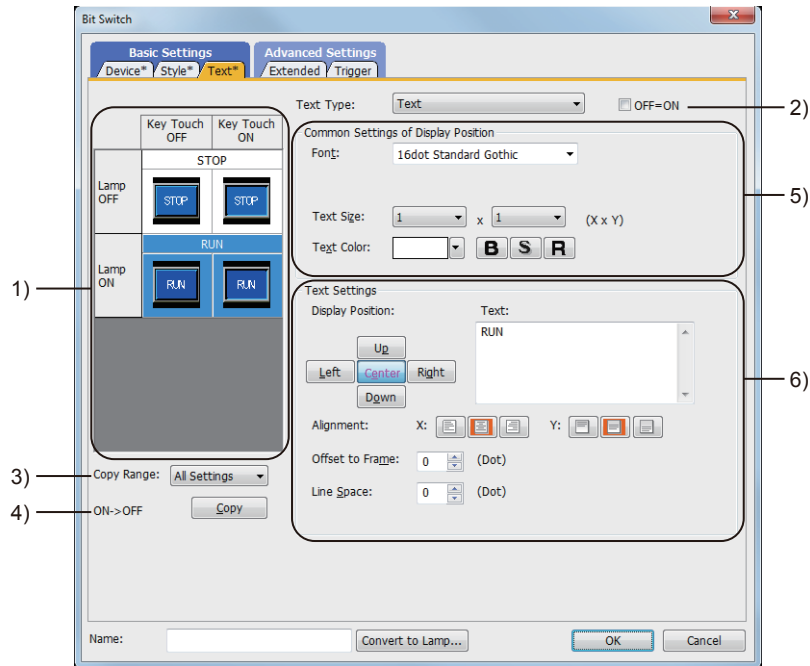 Bit Switch
Basic Settings Advanced Settings
Device* Style* Text* Extended Trigger
Text Type: Text OFF=ON 2)
Key Touch OFF Key Touch ON
STOP
Lamp OFF STOP STOP
RUN
Lamp ON RUN RUN
1)
Common Settings of Display Position
Font: 16dot Standard Gothic
5)
Text Size: 1 x 1 (X x Y)
Text Color: B S R
Text Settings
Display Position: Text:
RUN
Up
Left Center Right
Down
6)
Alignment: X: Y:
Offset to Frame: 0 (Dot)
Line Space: 0 (Dot)
3) Copy Range: All Settings
4) ON->OFF Copy
Name: Convert to Lamp... OK Cancel